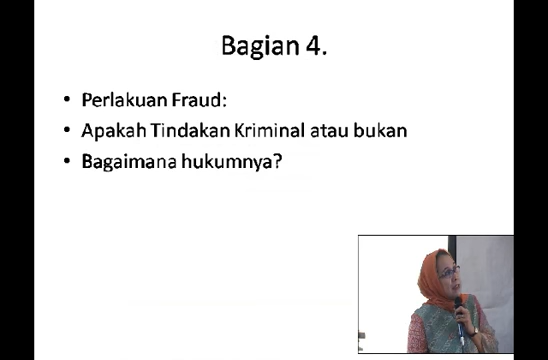 Bagian 4.
• Perlakuan Fraud:
• Apakah Tindakan Kriminal atau bukan
• Bagaimana hukumnya?